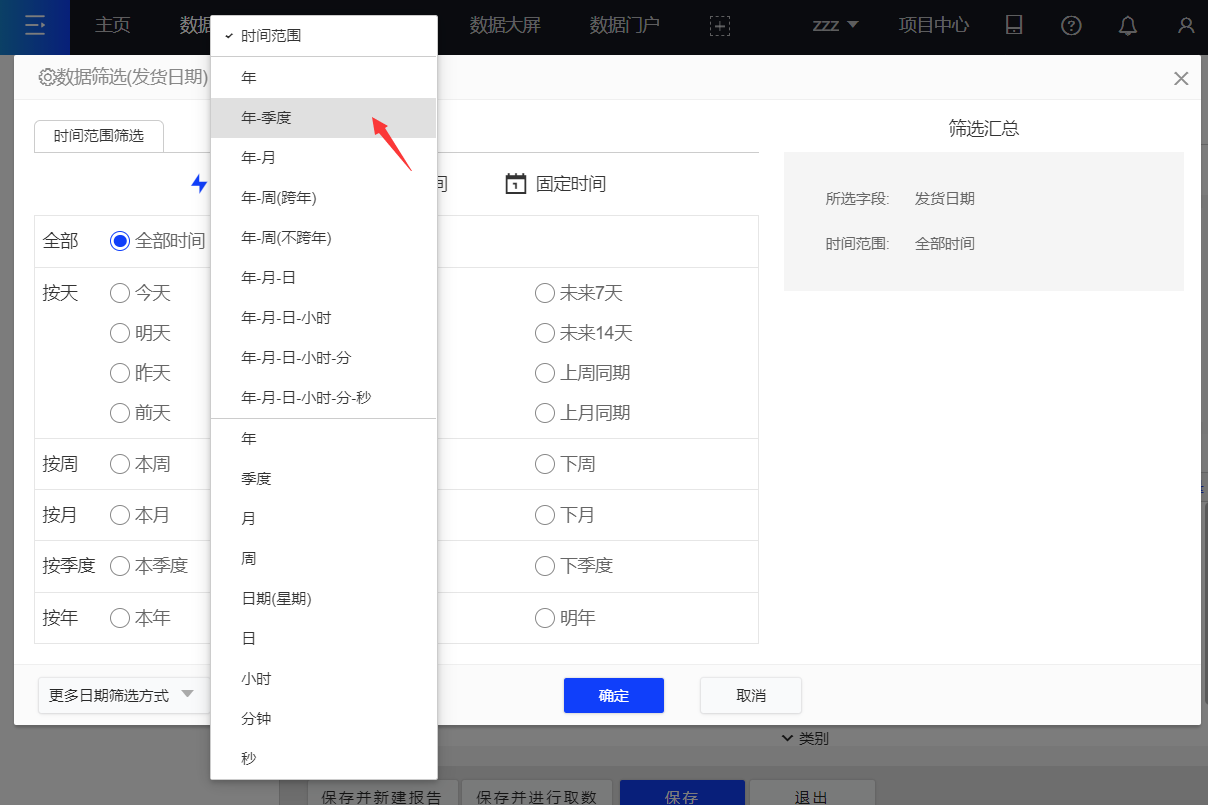 主页
数据
数据大屏
数据门户
zzz
项目中心
数据筛选(发货日期)
时间范围
年
年-季度
年-月
年-周(跨年)
年-周(不跨年)
年-月-日
年-月-日-小时
年-月-日-小时-分
年-月-日-小时-分-秒
年
季度
月
周
日期(星期)
日
小时
分钟
秒
时间范围筛选
间
固定时间
全部
全部时间
按天
今天
未来7天
明天
未来14天
昨天
上周同期
前天
上月同期
按周
本周
下周
按月
本月
下月
按季度
本季度
下季度
按年
本年
明年
筛选汇总
所选字段:
发货日期
时间范围:
全部时间
更多日期筛选方式
确定
取消
类别
保存并新建报告
保存并进行取数
保存
退出